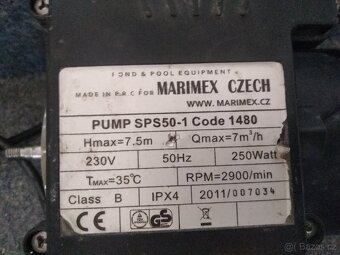 POND & POOL EQUIPMENT
MADE IN P.R.C FOR MARIMEX CZECH
WWW.MARIMEX.CZ
PUMP SPS50-1 Code 1480
Hmax=7.5m Qmax=7m³/h
230V 50Hz 250Watt
TMAX=35°C RPM=2900/min
Class B IPX4 2011/007034
CE